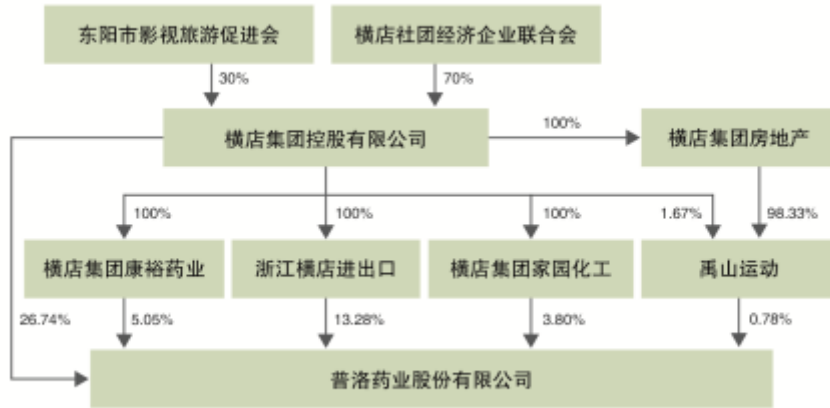 东阳市影视旅游促进会
横店社团经济企业联合会
30%
70%
横店集团控股有限公司
100%
横店集团房地产
100%
100%
100%
1.67%
98.33%
横店集团康裕药业
浙江横店进出口
横店集团家园化工
禹山运动
26.74%
5.05%
13.28%
3.80%
0.78%
普洛药业股份有限公司